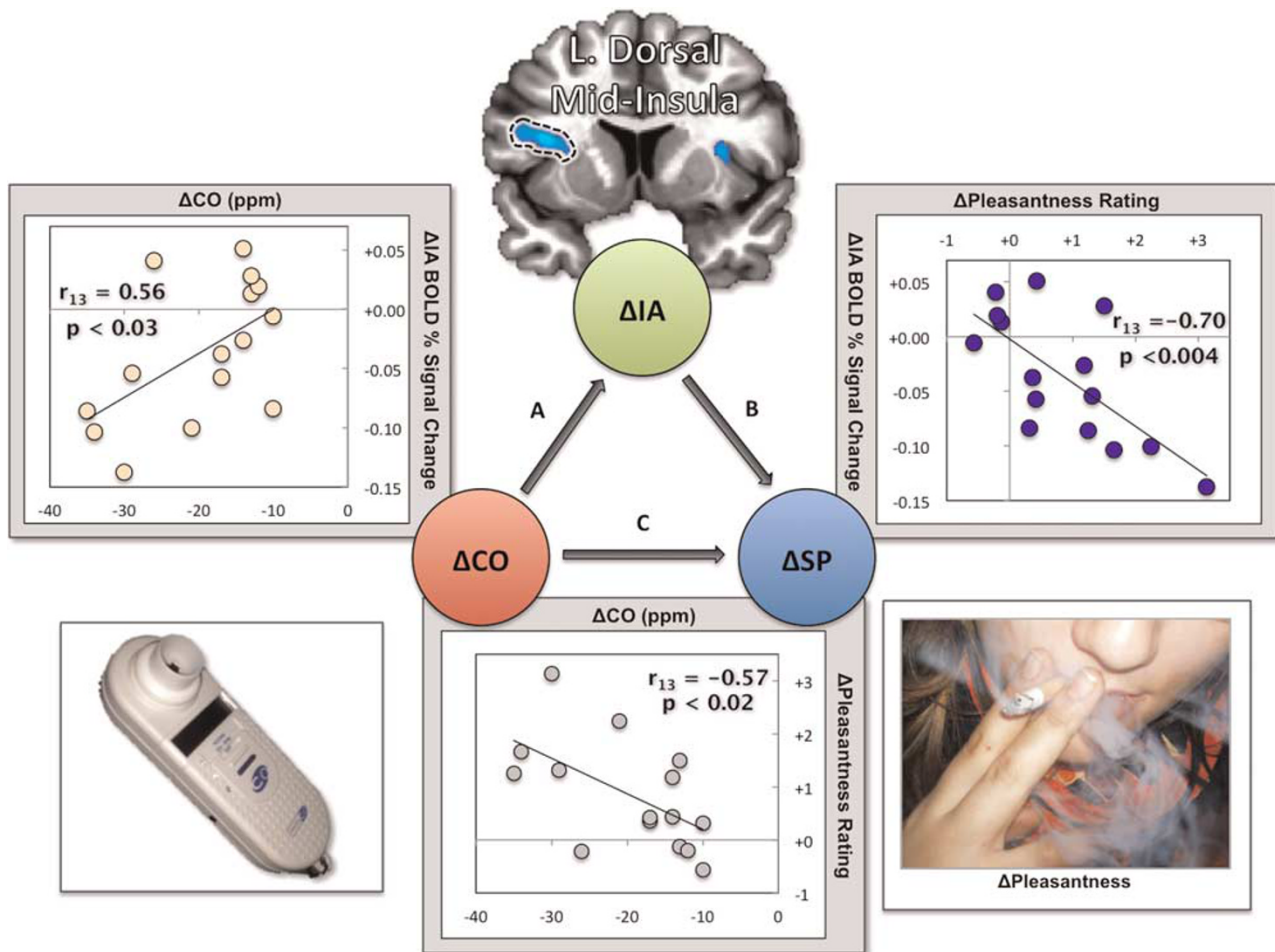 L. Dorsal
Mid-Insula
ΔCO (ppm)
-40 -30 -20 -10 0
+0.05
+0.00
-0.05
-0.10
-0.15
ΔIA BOLD % Signal Change
r13 = 0.56
p < 0.03
ΔPleasantness Rating
-1 +0 +1 +2 +3
+0.05
+0.00
-0.05
-0.10
-0.15
ΔIA BOLD % Signal Change
r13 =-0.70
p <0.004
ΔIA
A
B
ΔCO
C
ΔSP
ΔCO (ppm)
r13 = -0.57
p < 0.02
+3
+2
+1
+0
-1
-40 -30 -20 -10 0
ΔPleasantness
Rating
ΔPleasantness